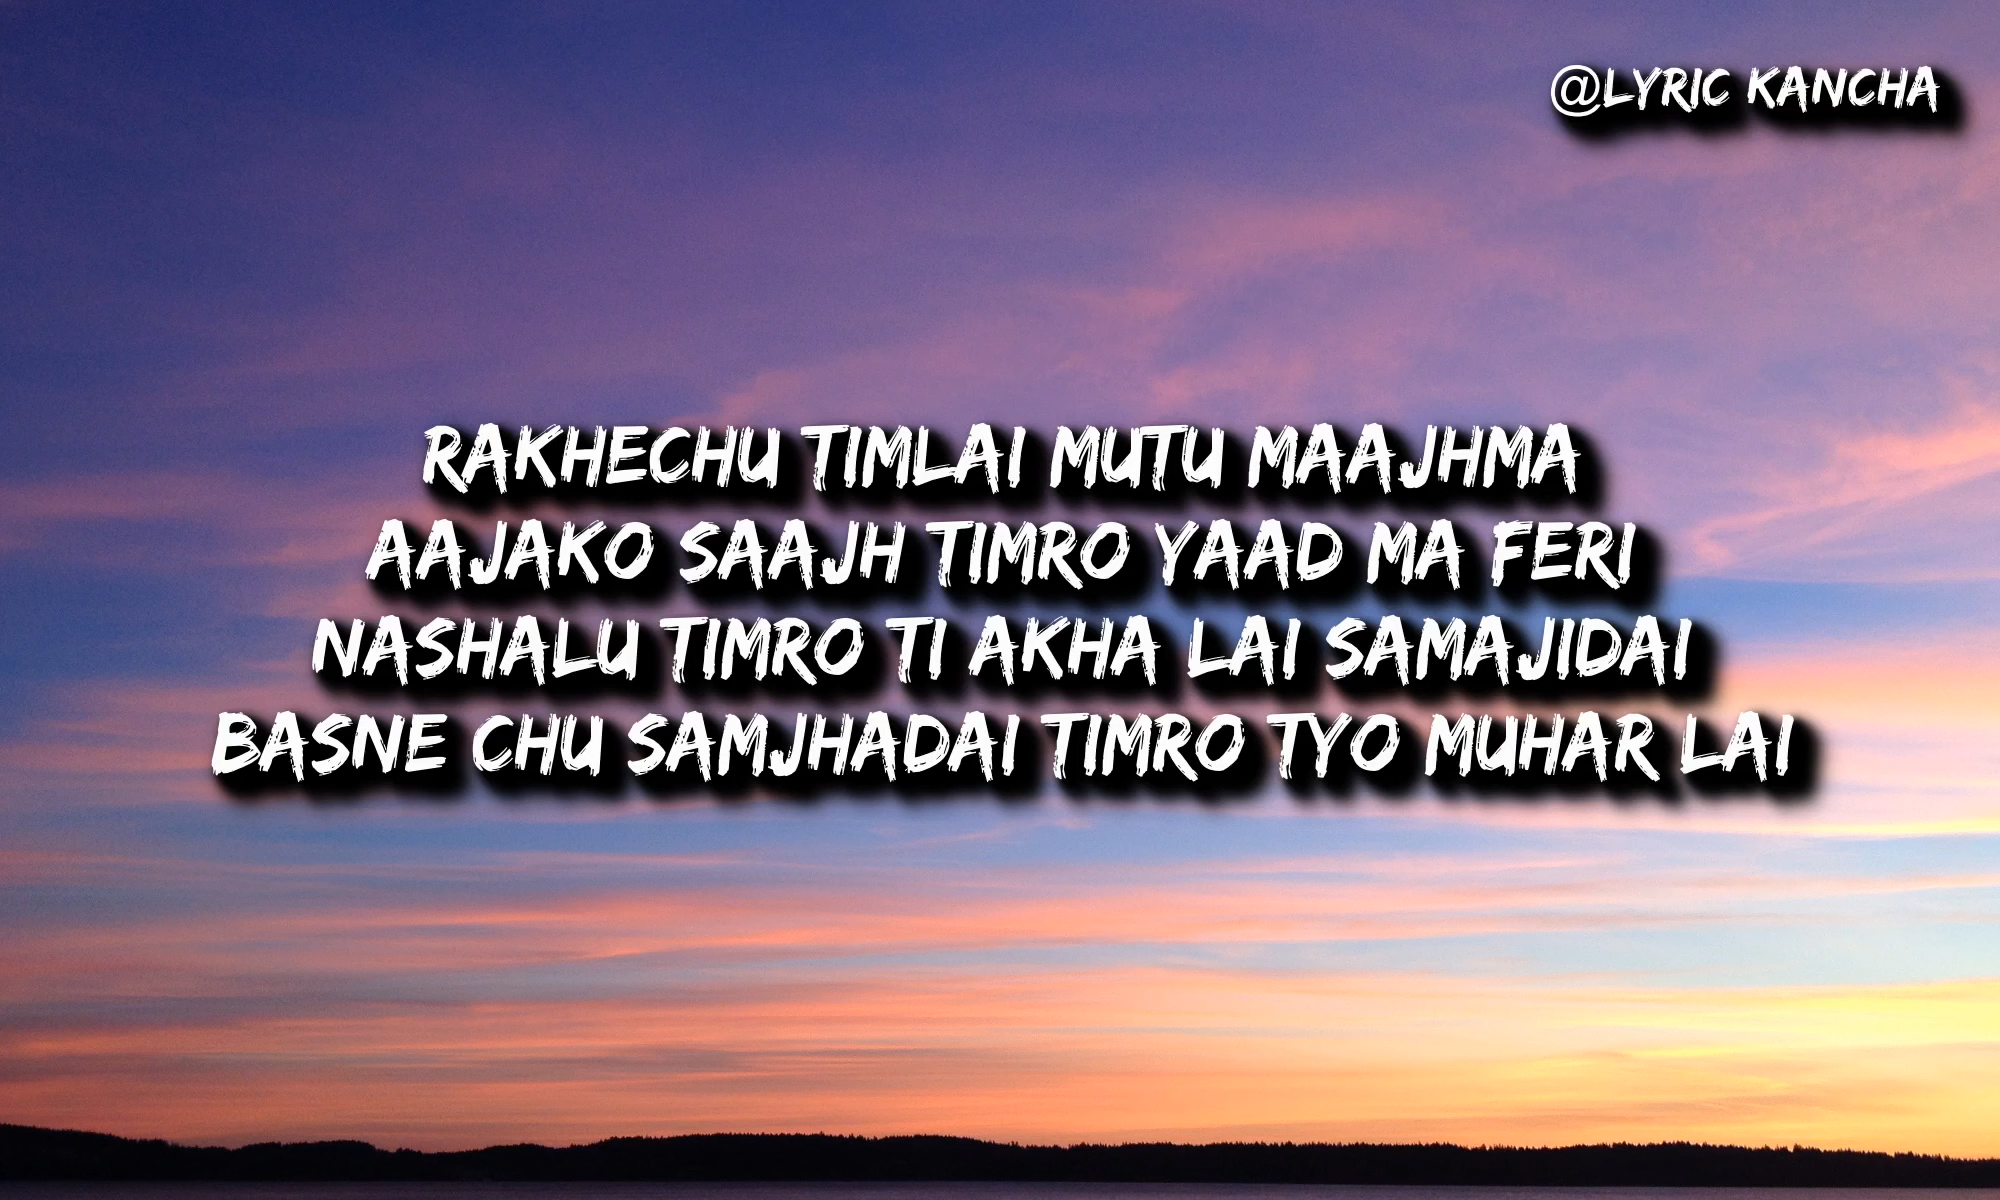 @LYRIC KANCHA
RAKHECHU TIMLAI MUTU MAAJHMA
AAJAKO SAAJH TIMRO YAAD MA FERI
NASHALU TIMRO TI AKHA LAI SAMAJIDAI
BASNE CHU SAMJHADAI TIMRO TYO MUHAR LAI